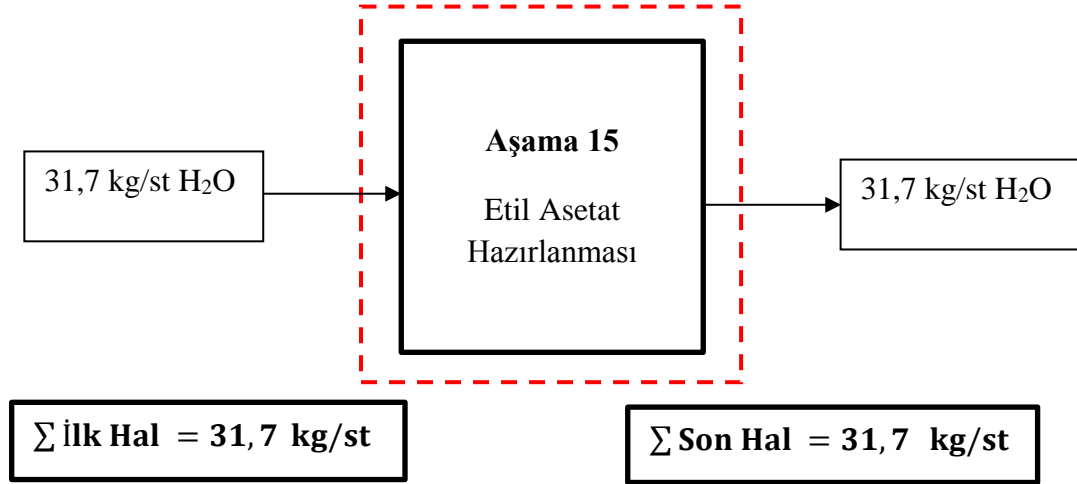 Aşama 15
31,7 kg/st H₂O
Etil Asetat
Hazırlanması
31,7 kg/st H₂O
∑ İlk Hal = 31,7 kg/st
∑ Son Hal = 31,7 kg/st